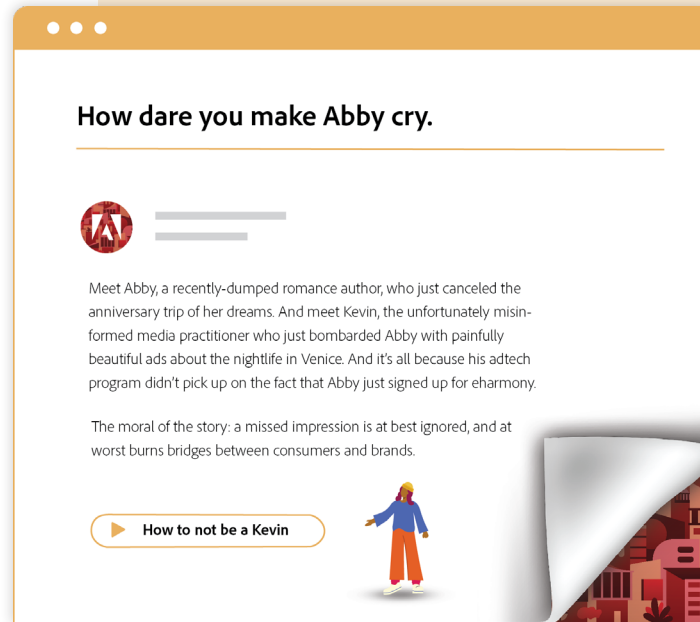 How dare you make Abby cry.
Meet Abby, a recently-dumped romance author, who just canceled the
anniversary trip of her dreams. And meet Kevin, the unfortunately misin-
formed media practitioner who just bombarded Abby with painfully
beautiful ads about the nightlife in Venice. And it’s all because his adtech
program didn’t pick up on the fact that Abby just signed up for eharmony.
The moral of the story: a missed impression is at best ignored, and at
worst burns bridges between consumers and brands.
How to not be a Kevin